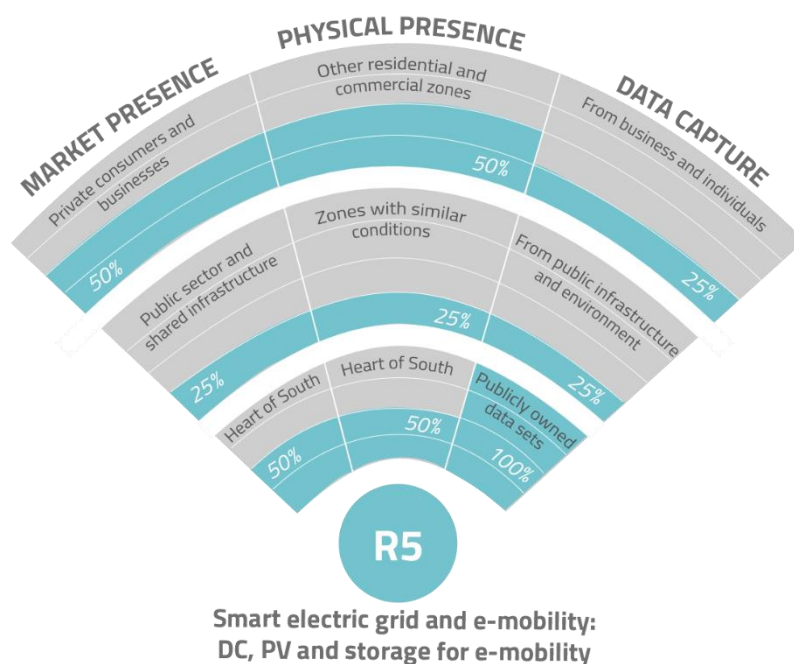 MARKET PRESENCE
PHYSICAL PRESENCE
DATA CAPTURE
Private consumers and
businesses
50%
Other residential and
commercial zones
50%
From business and individuals
25%
Public sector and
shared infrastructure
25%
Zones with similar
conditions
25%
From public infrastructure
and environment
25%
Heart of South
50%
Heart of South
50%
Publicly owned
data sets
100%
R5
Smart electric grid and e-mobility:
DC, PV and storage for e-mobility